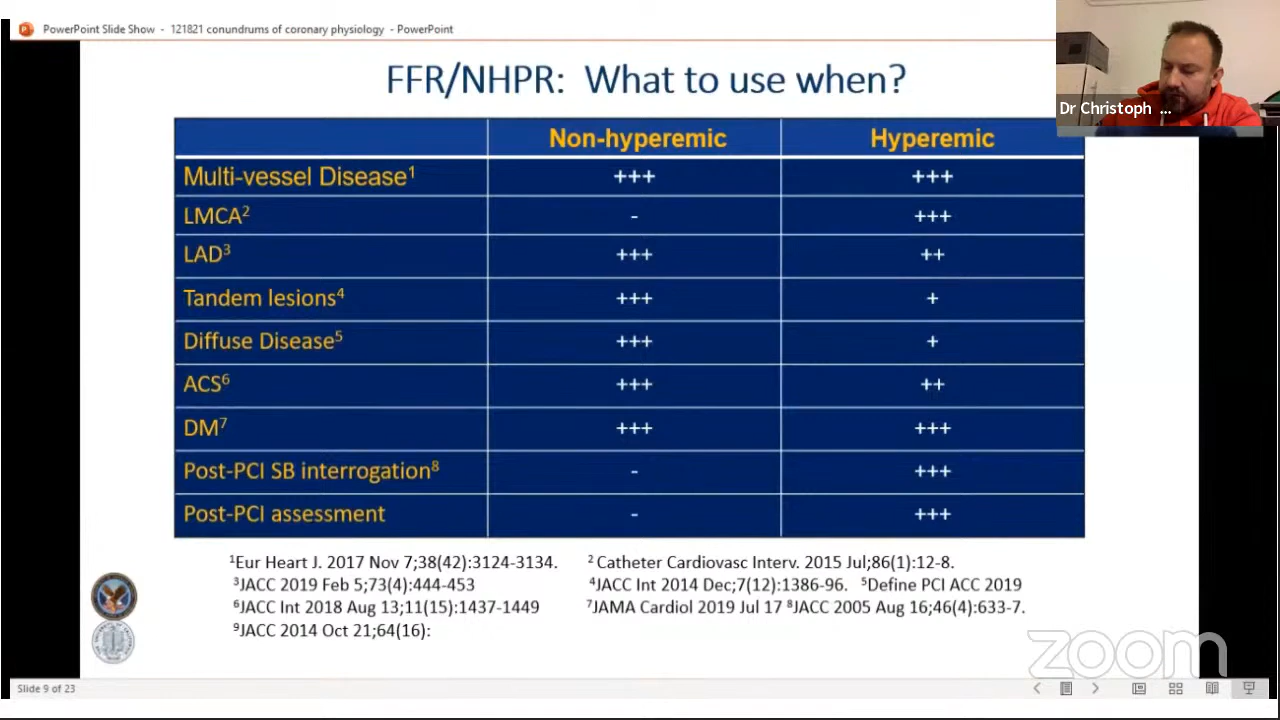 PowerPoint Slide Show - 121821 conundrums of coronary physiology - PowerPoint
Dr Christoph ...
FFR/NHPR: What to use when?
Non-hyperemic Hyperemic
Multi-vessel Disease¹ +++ +++
LMCA² - +++
LAD³ +++ ++
Tandem lesions⁴ +++ +
Diffuse Disease⁵ +++ +
ACS⁶ +++ ++
DM⁷ +++ +++
Post-PCI SB interrogation⁸ - +++
Post-PCI assessment - +++
¹Eur Heart J. 2017 Nov 7;38(42):3124-3134. ² Catheter Cardiovasc Interv. 2015 Jul;86(1):12-8.
³JACC 2019 Feb 5;73(4):444-453 ⁴JACC Int 2014 Dec;7(12):1386-96. ⁵Define PCI ACC 2019
⁶JACC Int 2018 Aug 13;11(15):1437-1449 ⁷JAMA Cardiol 2019 Jul 17 ⁸JACC 2005 Aug 16;46(4):633-7.
⁹JACC 2014 Oct 21;64(16):
zoom
Slide 9 of 23